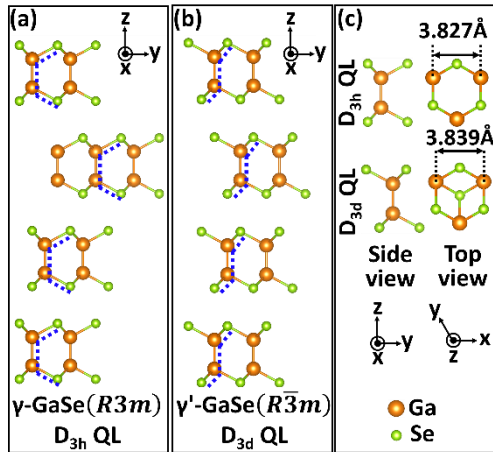 (a)
z
y
x
γ-GaSe(R3m)
D3h QL
(b)
z
y
x
γ'-GaSe(R3̅m)
D3d QL
(c)
3.827Å
D3h QL
3.839Å
D3d QL
Side view
Top view
z
x
y
y
z
x
Ga
Se